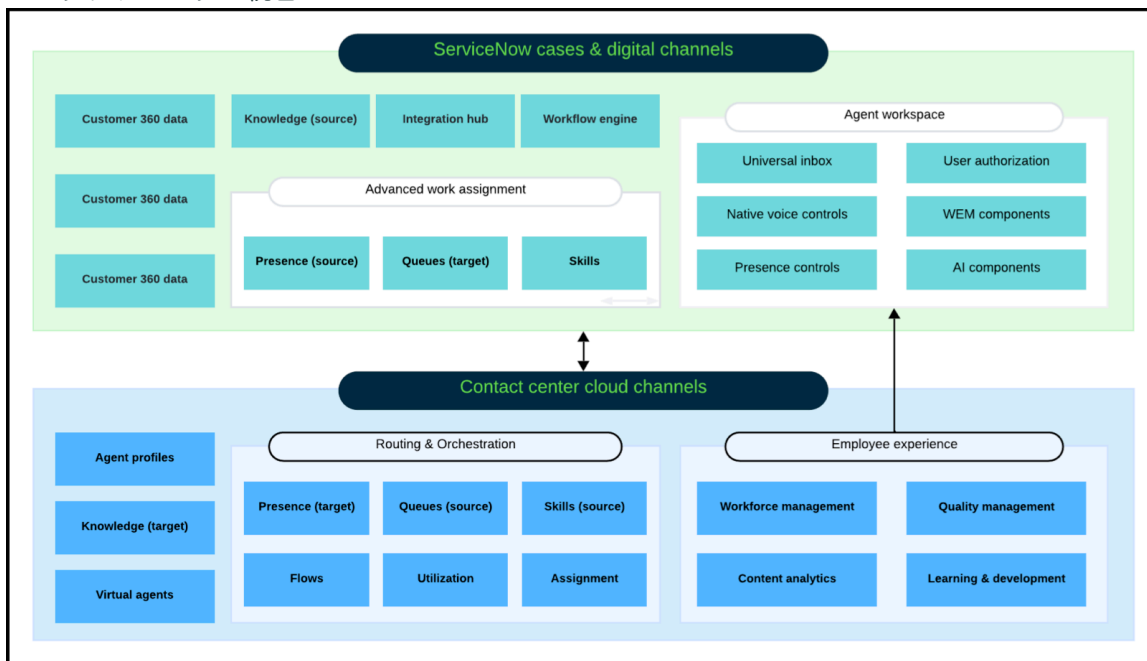 ServiceNow cases & digital channels
Customer 360 data
Knowledge (source)
Integration hub
Workflow engine
Agent workspace
Universal inbox
User authorization
Customer 360 data
Advanced work assignment
Native voice controls
WEM components
Presence (source)
Queues (target)
Skills
Customer 360 data
Presence controls
AI components
Contact center cloud channels
Agent profiles
Routing & Orchestration
Employee experience
Presence (target)
Queues (source)
Skills (source)
Workforce management
Quality management
Knowledge (target)
Flows
Utilization
Assignment
Content analytics
Learning & development
Virtual agents